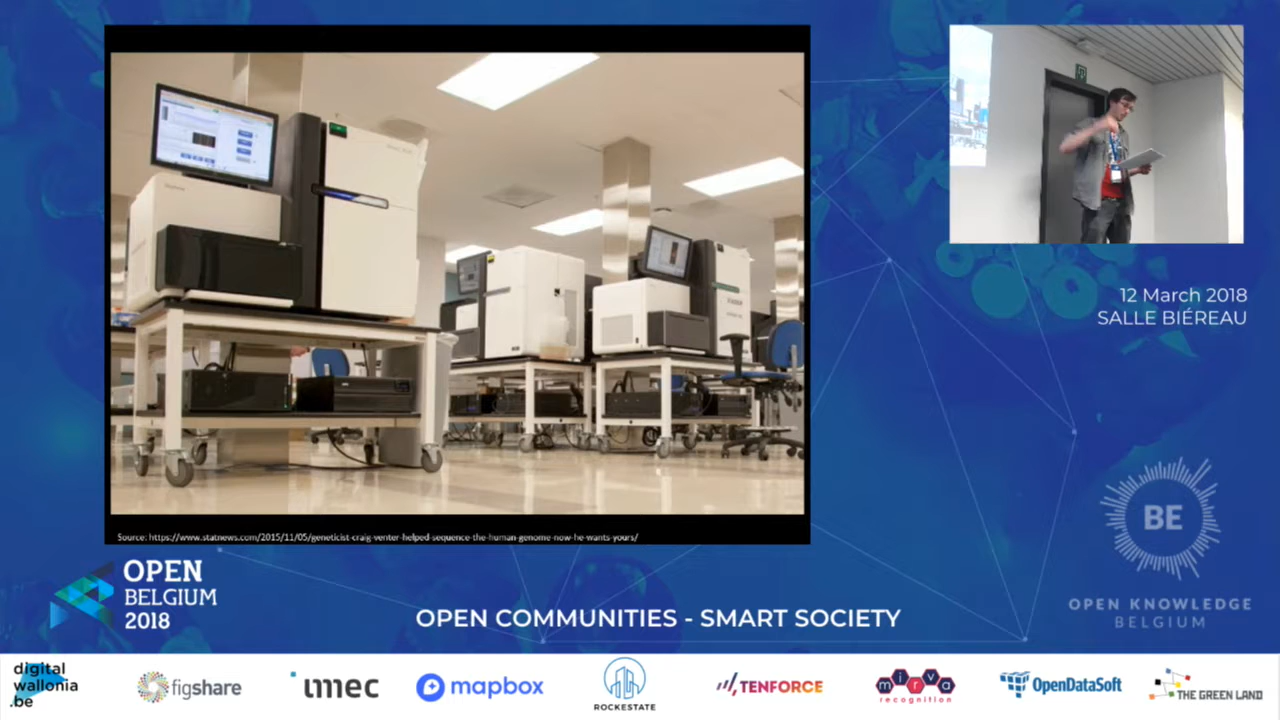 Source: https://www.statnews.com/2015/11/05/geneticist-craig-venter-helped-sequence-the-human-genome-now-he-wants-yours/
12 March 2018
SALLE BIÉREAU
BE
OPEN KNOWLEDGE
BELGIUM
OPEN
BELGIUM
2018
OPEN COMMUNITIES - SMART SOCIETY
digital
wallonia
.be
figshare
imec
mapbox
ROCKESTATE
TENFORCE
mirva
recognition
OpenDataSoft
THE GREEN LAND